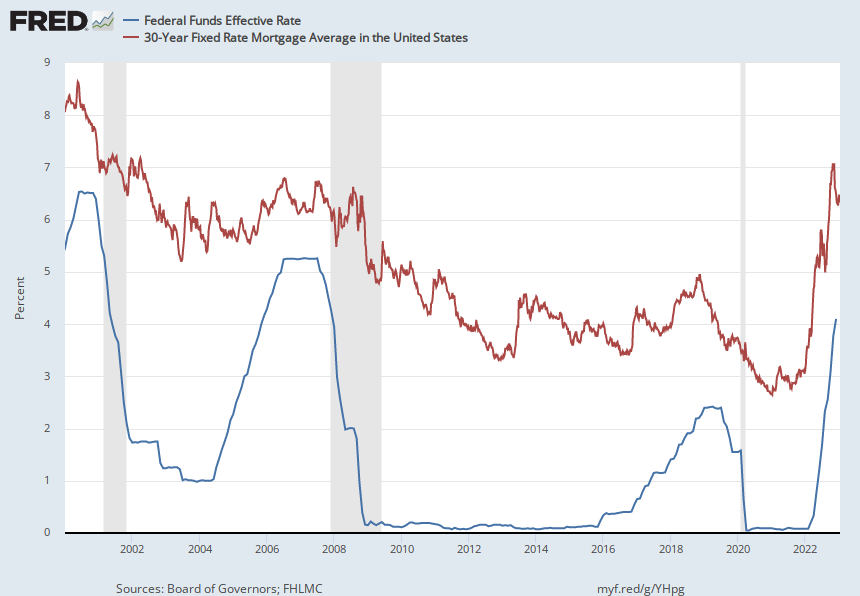 FRED
Federal Funds Effective Rate
30-Year Fixed Rate Mortgage Average in the United States
9
8
7
6
5
4
3
2
1
0
Percent
2002 2004 2006 2008 2010 2012 2014 2016 2018 2020 2022
Sources: Board of Governors; FHLMC myf.red/g/YHpg